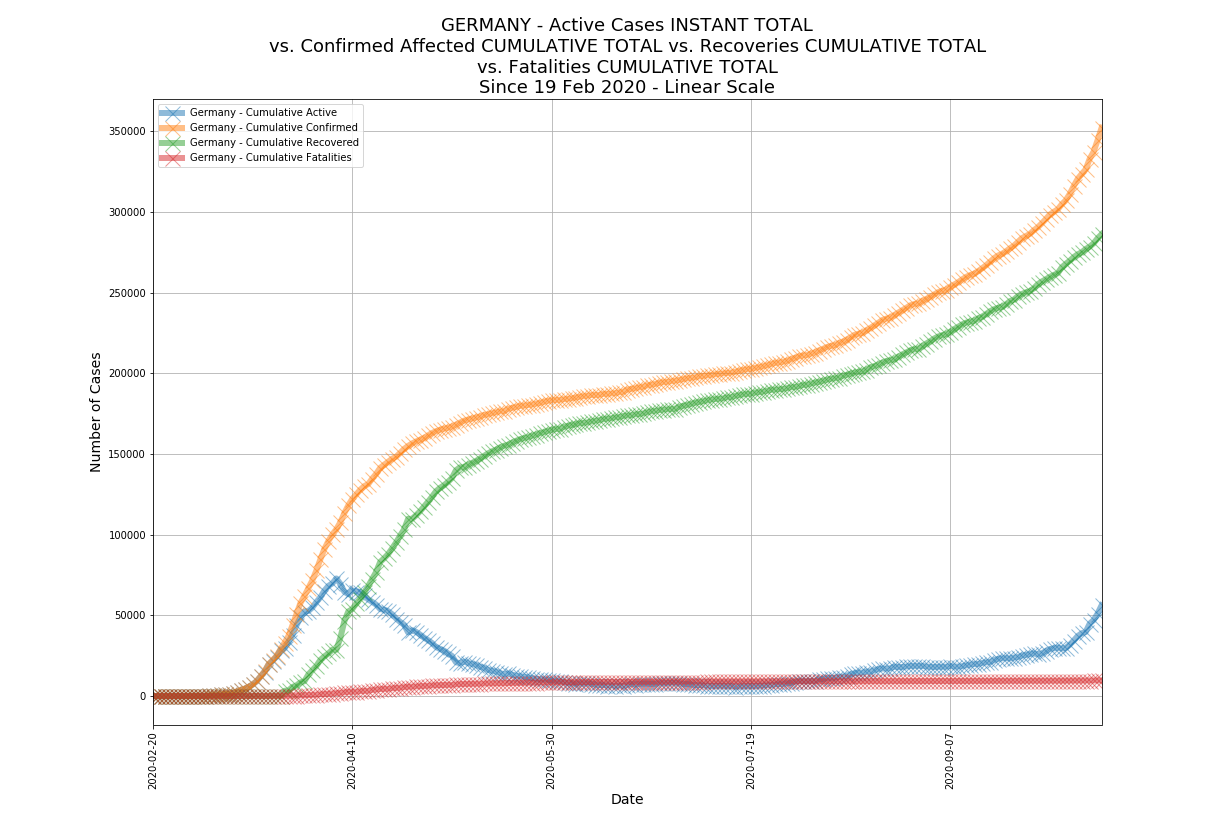 GERMANY - Active Cases INSTANT TOTAL
vs. Confirmed Affected CUMULATIVE TOTAL vs. Recoveries CUMULATIVE TOTAL
vs. Fatalities CUMULATIVE TOTAL
Since 19 Feb 2020 - Linear Scale
Germany - Cumulative Active
Germany - Cumulative Confirmed
Germany - Cumulative Recovered
Germany - Cumulative Fatalities
Number of Cases
350000
300000
250000
200000
150000
100000
50000
0
2020-02-20
2020-04-10
2020-05-30
2020-07-19
2020-09-07
Date